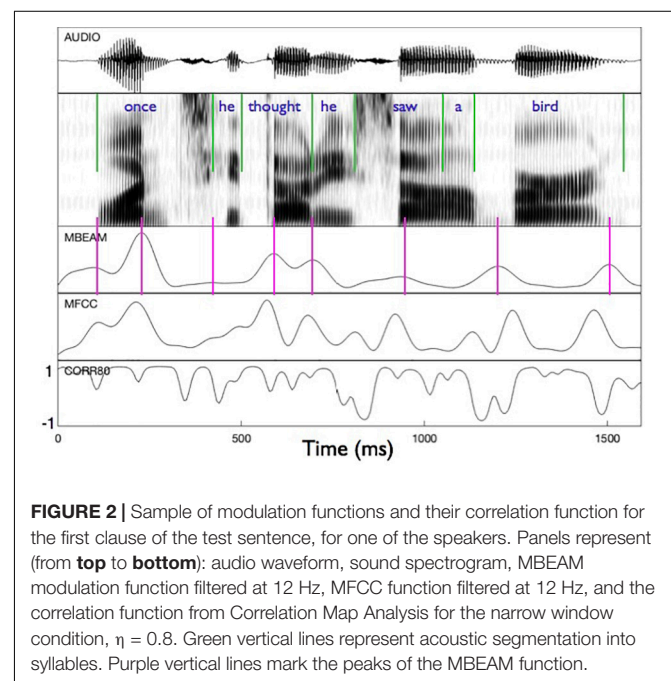 AUDIO
once he thought he saw a bird
MBEAM
MFCC
CORR80
1
-1
0 500 1000 1500
Time (ms)
FIGURE 2 | Sample of modulation functions and their correlation function for
the first clause of the test sentence, for one of the speakers. Panels represent
(from top to bottom): audio waveform, sound spectrogram, MBEAM
modulation function filtered at 12 Hz, MFCC function filtered at 12 Hz, and the
correlation function from Correlation Map Analysis for the narrow window
condition, η = 0.8. Green vertical lines represent acoustic segmentation into
syllables. Purple vertical lines mark the peaks of the MBEAM function.